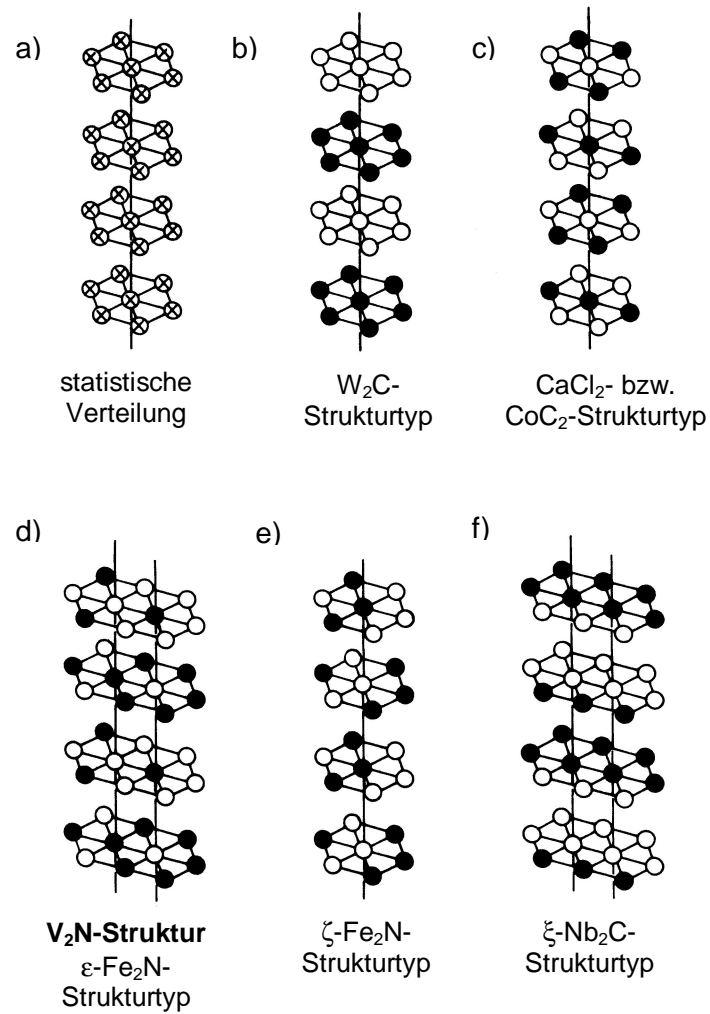 a)
b)
c)
statistische
Verteilung
W₂C-
Strukturtyp
CaCl₂- bzw.
CoC₂-Strukturtyp
d)
e)
f)
V₂N-Struktur
ε-Fe₂N-
Strukturtyp
ζ-Fe₂N-
Strukturtyp
ξ-Nb₂C-
Strukturtyp